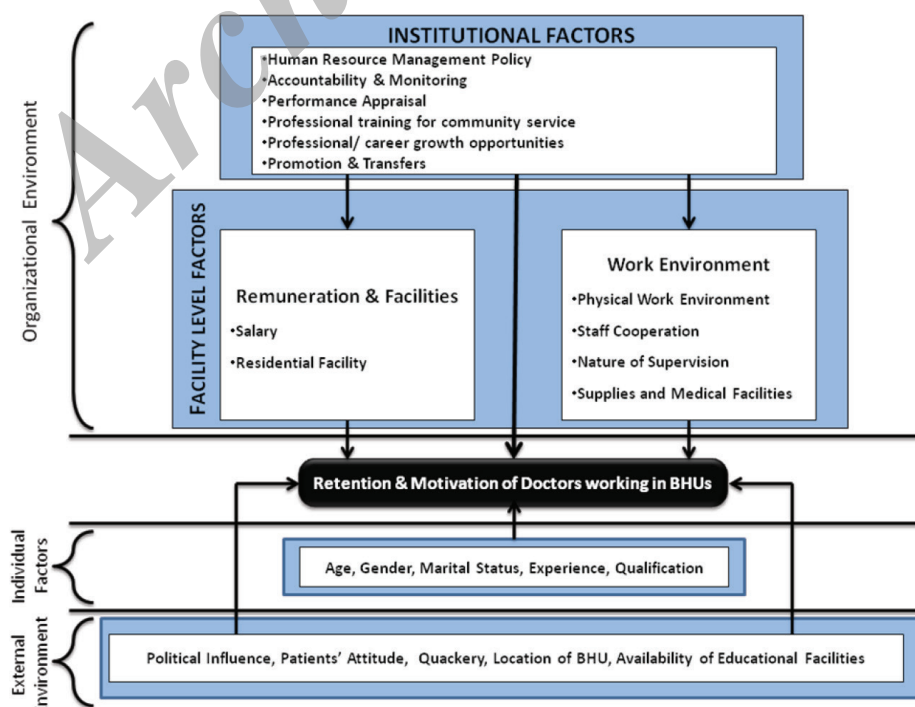 Arch
Organizational Environment
INSTITUTIONAL FACTORS
•Human Resource Management Policy
•Accountability & Monitoring
•Performance Appraisal
•Professional training for community service
•Professional/ career growth opportunities
•Promotion & Transfers
FACILITY LEVEL FACTORS
Remuneration & Facilities
•Salary
•Residential Facility
Work Environment
•Physical Work Environment
•Staff Cooperation
•Nature of Supervision
•Supplies and Medical Facilities
Retention & Motivation of Doctors working in BHUs
Individual
Factors
Age, Gender, Marital Status, Experience, Qualification
External
nvironment
Political Influence, Patients' Attitude, Quackery, Location of BHU, Availability of Educational Facilities